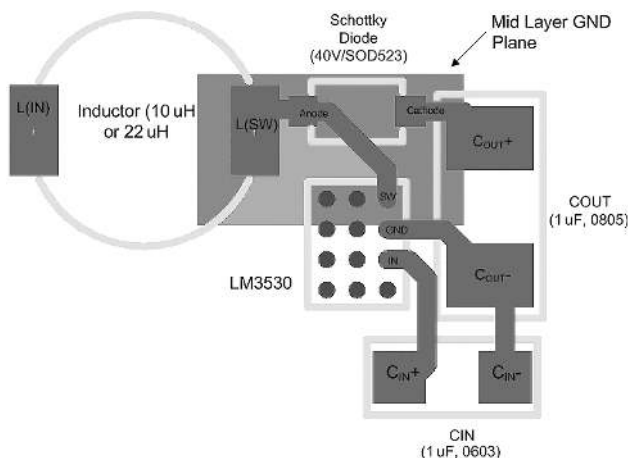 Schottky
Diode
(40V/SOD523)
Mid Layer GND
Plane
L(IN)
Inductor (10 uH
or 22 uH
L(SW)
Anode
Cathode
COUT+
SW
GND
IN
COUT
(1 uF, 0805)
LM3530
COUT-
CIN+
CIN-
CIN
(1 uF, 0603)